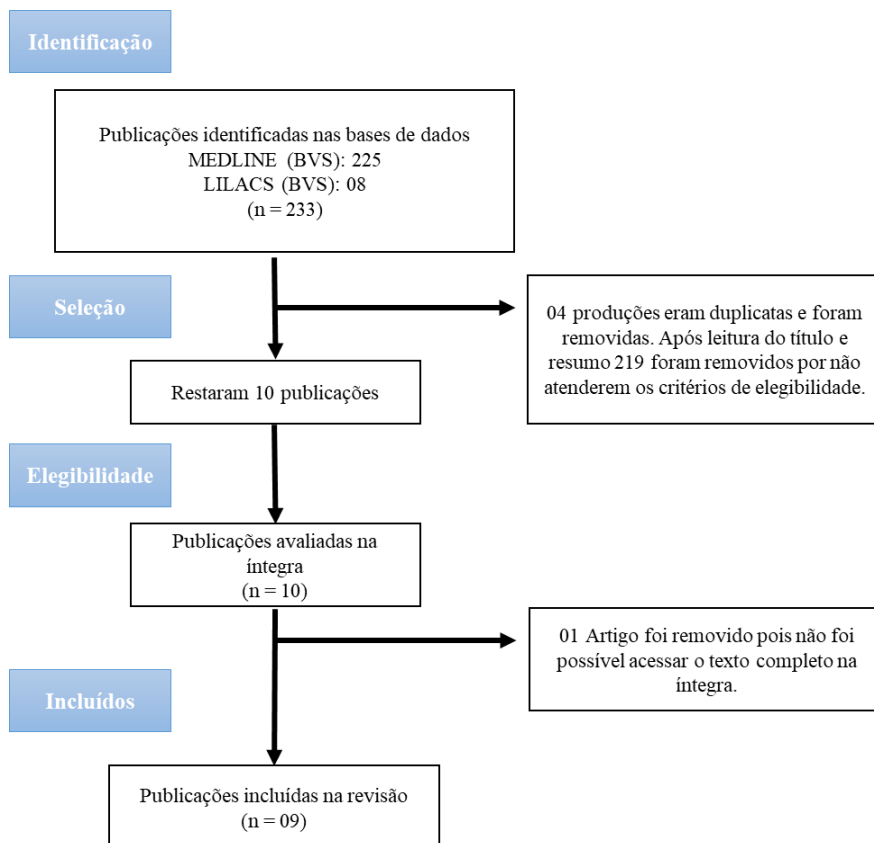 Identificação
Publicações identificadas nas bases de dados
MEDLINE (BVS): 225
LILACS (BVS): 08
(n = 233)
Seleção
04 produções eram duplicatas e foram
removidas. Após leitura do título e
resumo 219 foram removidos por não
atenderem os critérios de elegibilidade.
Restaram 10 publicações
Elegibilidade
Publicações avaliadas na
íntegra
(n = 10)
01 Artigo foi removido pois não foi
possível acessar o texto completo na
íntegra.
Incluídos
Publicações incluídas na revisão
(n = 09)